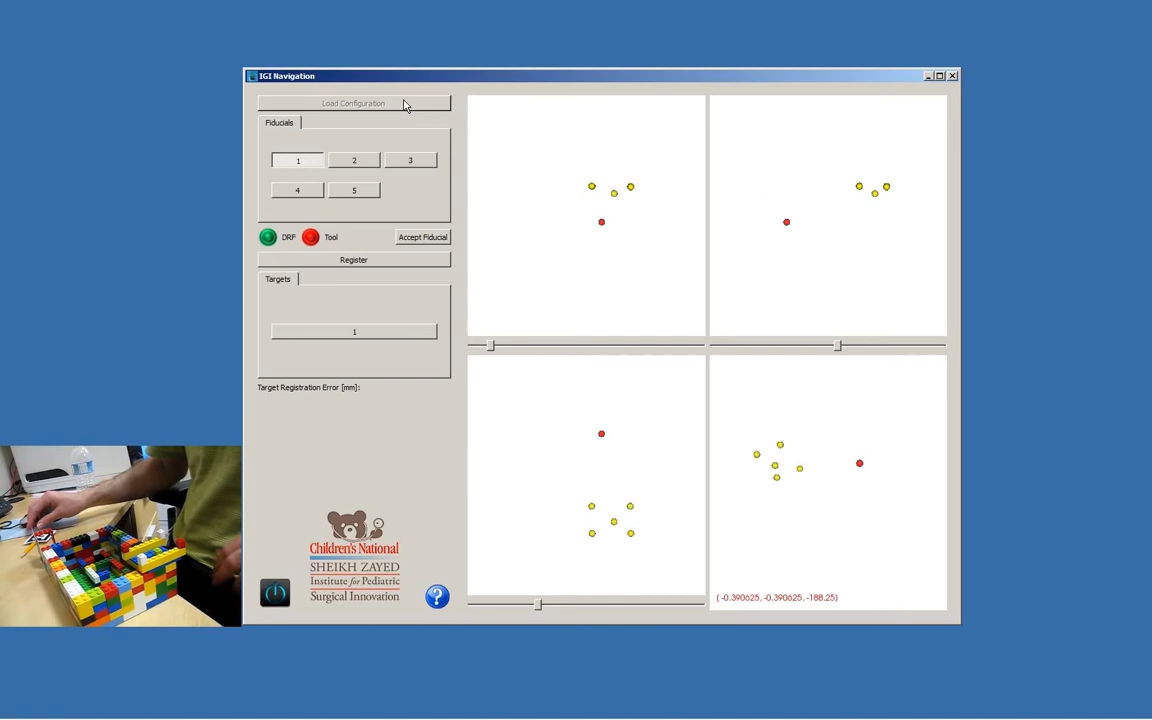 IGI Navigation
Load Configuration
Fiducials
1
2
3
4
5
DRF
Tool
Accept Fiducial
Register
Targets
1
Target Registration Error [mm]:
Children's National
SHEIKH ZAYED
Institute for Pediatric
Surgical Innovation
?
( -0.390625, -0.390625, -188.25)